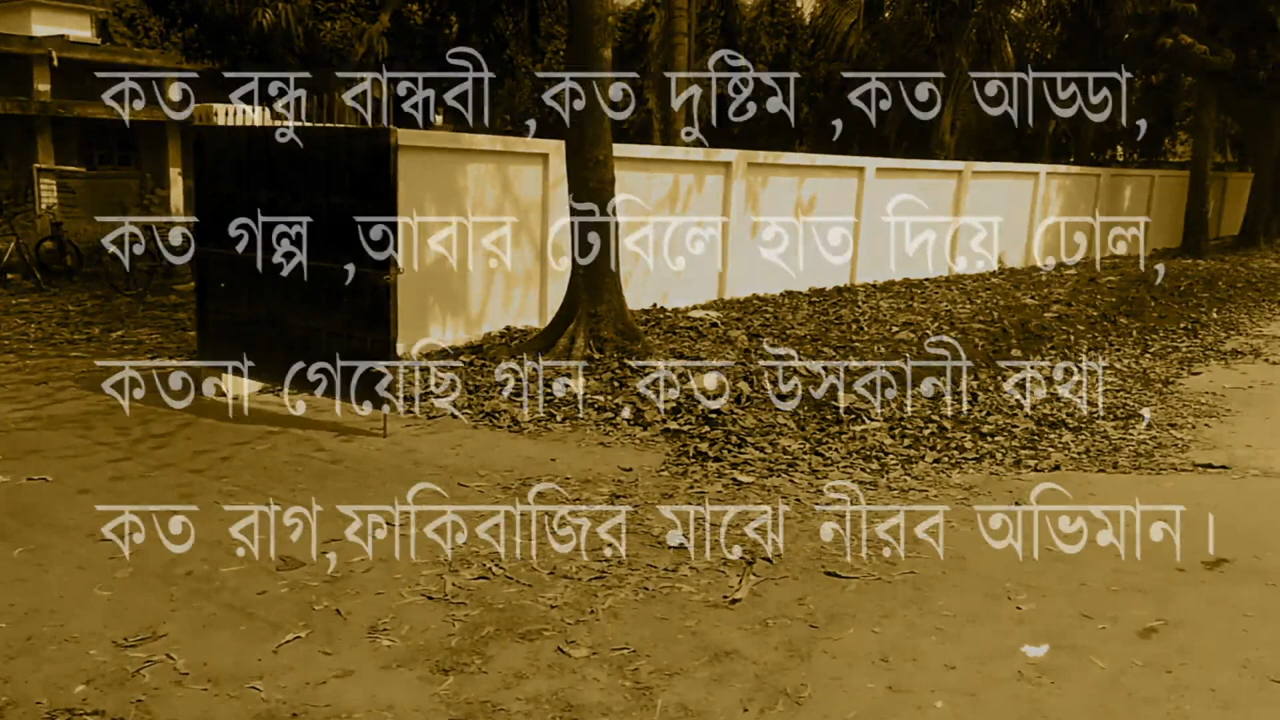 কত বন্ধু বান্ধবী ,কত দুষ্টিম ,কত আড্ডা,
কত গল্প ,আবার টেবিলে হাত দিয়ে ঢোল,
কতনা গেয়েছি গান কত উসকানী কথা ,
কত রাগ,ফাকিবাজির মাঝে নীরব অভিমান।